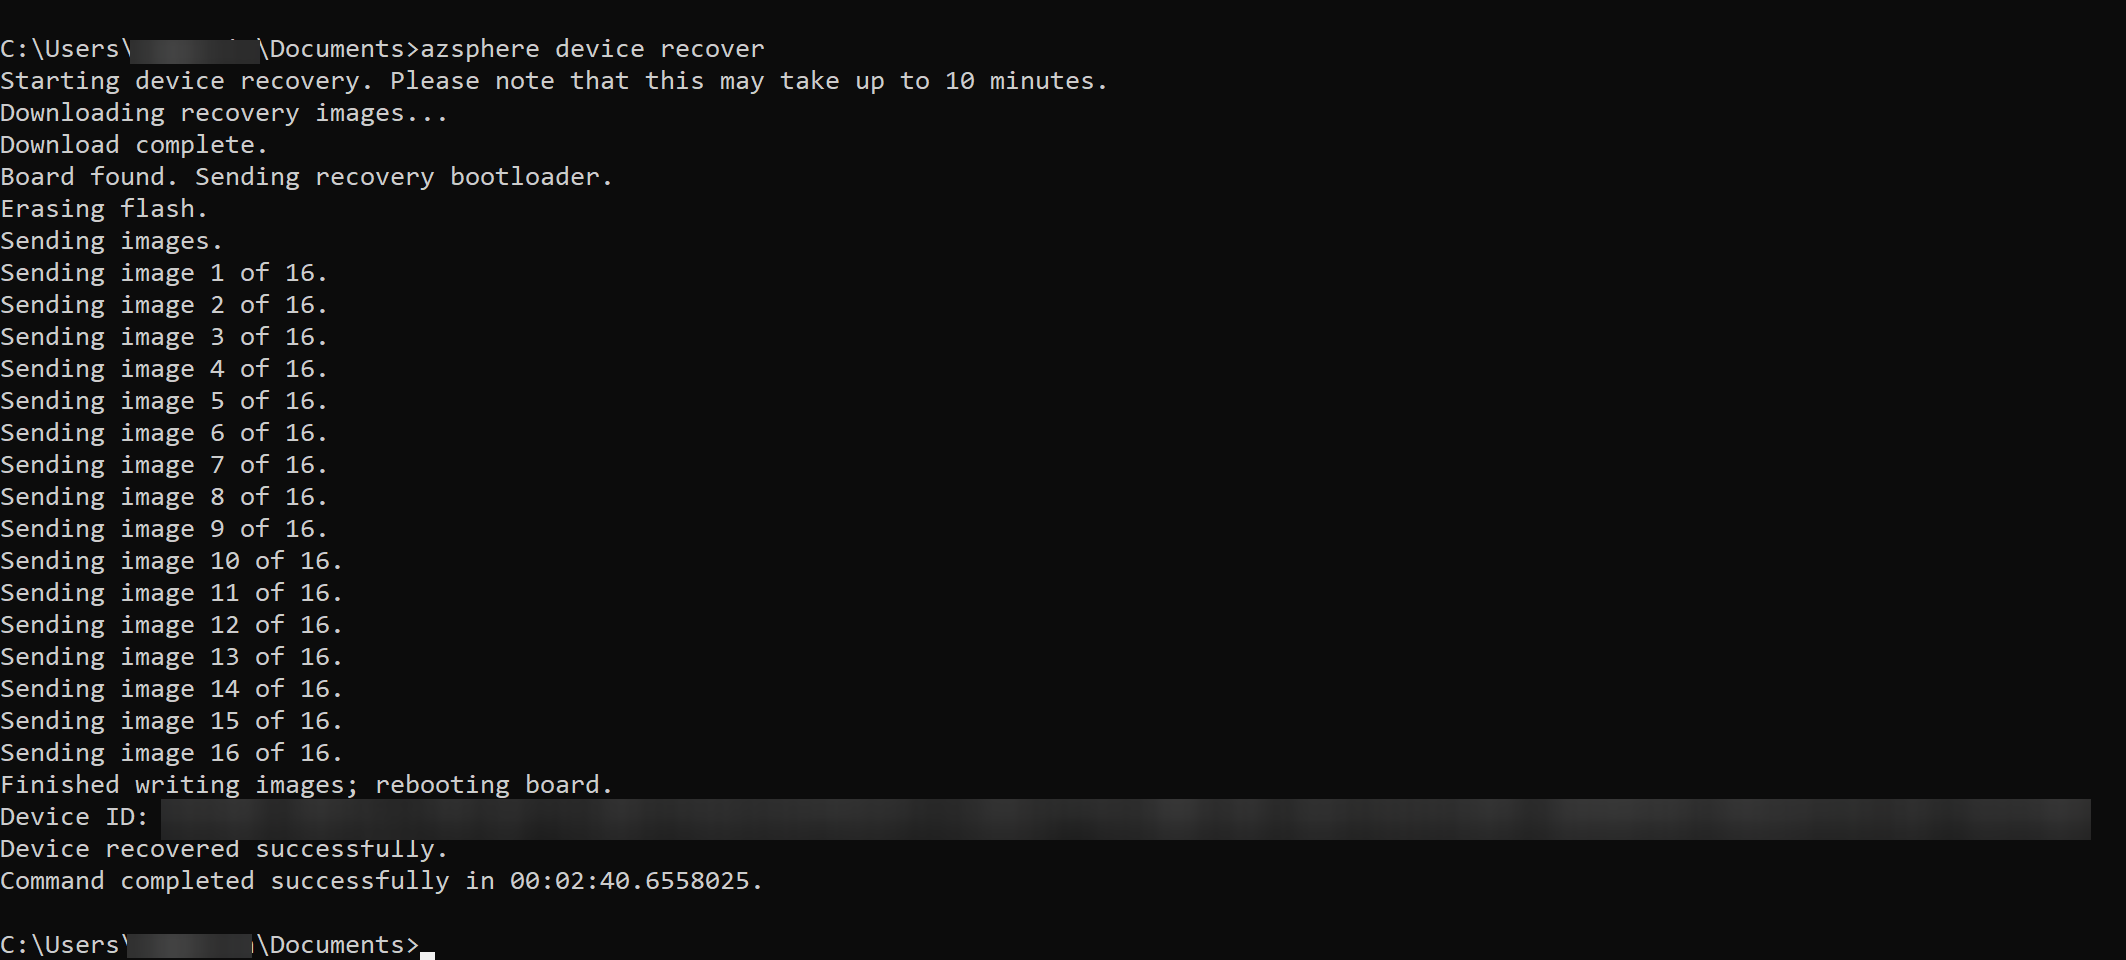 C:\Users\ \Documents>azsphere device recover
Starting device recovery. Please note that this may take up to 10 minutes.
Downloading recovery images...
Download complete.
Board found. Sending recovery bootloader.
Erasing flash.
Sending images.
Sending image 1 of 16.
Sending image 2 of 16.
Sending image 3 of 16.
Sending image 4 of 16.
Sending image 5 of 16.
Sending image 6 of 16.
Sending image 7 of 16.
Sending image 8 of 16.
Sending image 9 of 16.
Sending image 10 of 16.
Sending image 11 of 16.
Sending image 12 of 16.
Sending image 13 of 16.
Sending image 14 of 16.
Sending image 15 of 16.
Sending image 16 of 16.
Finished writing images; rebooting board.
Device ID:
Device recovered successfully.
Command completed successfully in 00:02:40.6558025.
C:\Users\ \Documents>